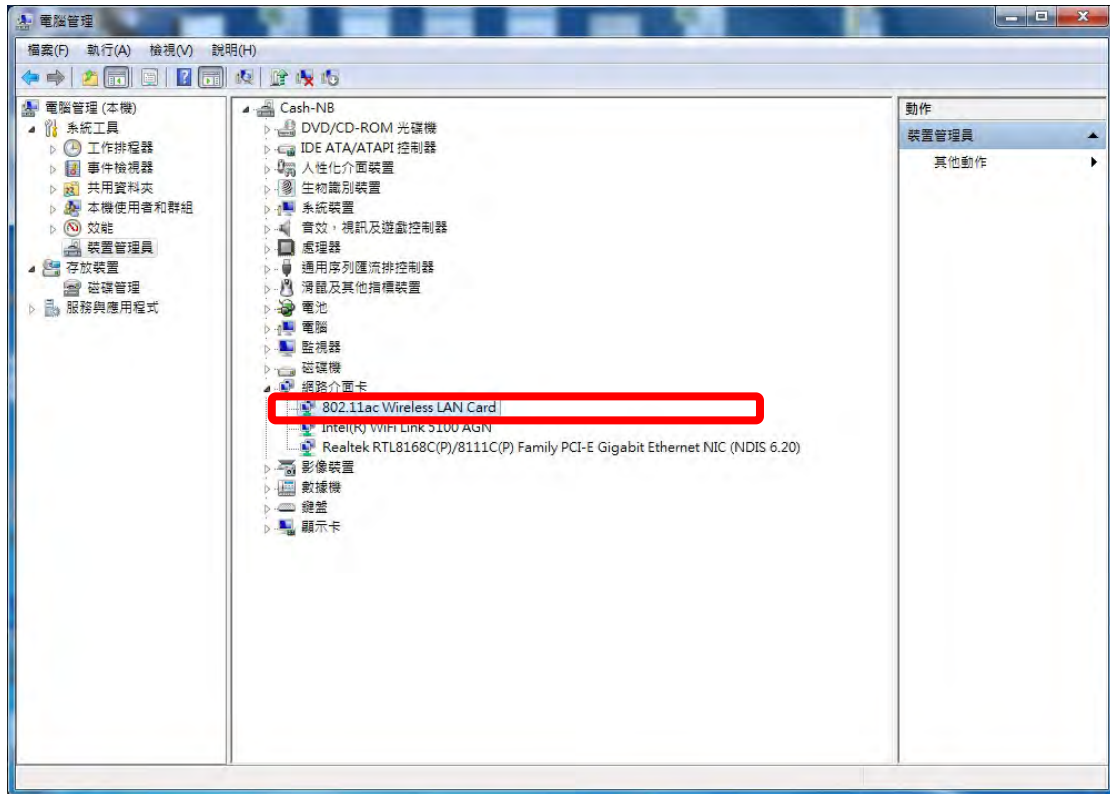 電腦管理
檔案(F) 執行(A) 檢視(V) 說明(H)
電腦管理 (本機)
系統工具
工作排程器
事件檢視器
共用資料夾
本機使用者和群組
效能
裝置管理員
存放裝置
磁碟管理
服務與應用程式
Cash-NB
DVD/CD-ROM 光碟機
IDE ATA/ATAPI 控制器
人性化介面裝置
生物識別裝置
系統裝置
音效，視訊及遊戲控制器
處理器
通用序列匯流排控制器
滑鼠及其他指標裝置
電池
電腦
監視器
磁碟機
網路介面卡
802.11ac Wireless LAN Card
Intel(R) WiFi Link 5100 AGN
Realtek RTL8168C(P)/8111C(P) Family PCI-E Gigabit Ethernet NIC (NDIS 6.20)
影像裝置
數據機
鍵盤
顯示卡
動作
裝置管理員
其他動作